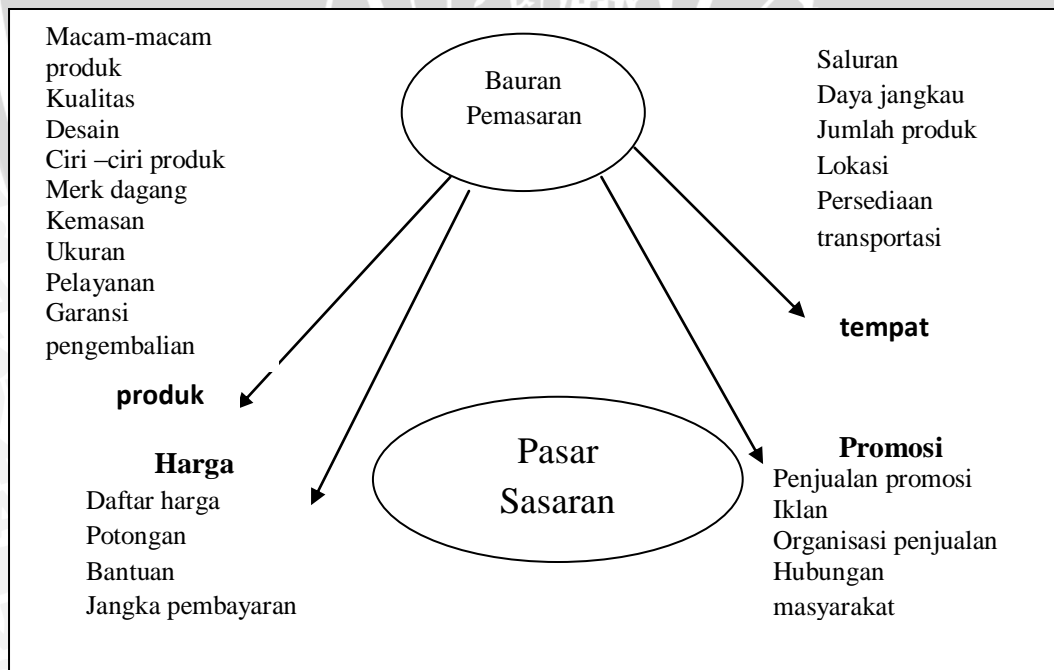 Macam-macam
produk
Kualitas
Desain
Ciri –ciri produk
Merk dagang
Kemasan
Ukuran
Pelayanan
Garansi
pengembalian
produk
Bauran
Pemasaran
Saluran
Daya jangkau
Jumlah produk
Lokasi
Persediaan
transportasi
tempat
Harga
Daftar harga
Potongan
Bantuan
Jangka pembayaran
Pasar
Sasaran
Promosi
Penjualan promosi
Iklan
Organisasi penjualan
Hubungan
masyarakat